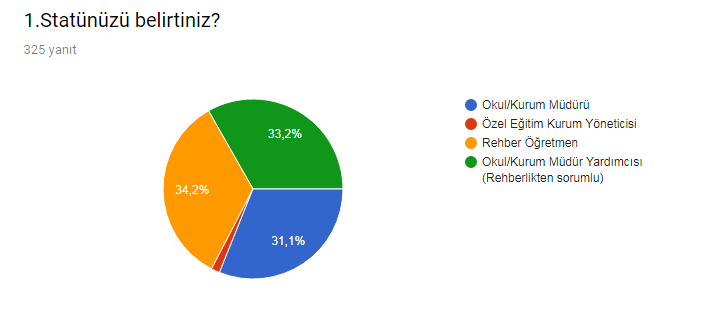 1.Statünüzü belirtiniz?
325 yanıt
33,2%
34,2%
31,1%
Okul/Kurum Müdürü
Özel Eğitim Kurum Yöneticisi
Rehber Öğretmen
Okul/Kurum Müdür Yardımcısı
(Rehberlikten sorumlu)